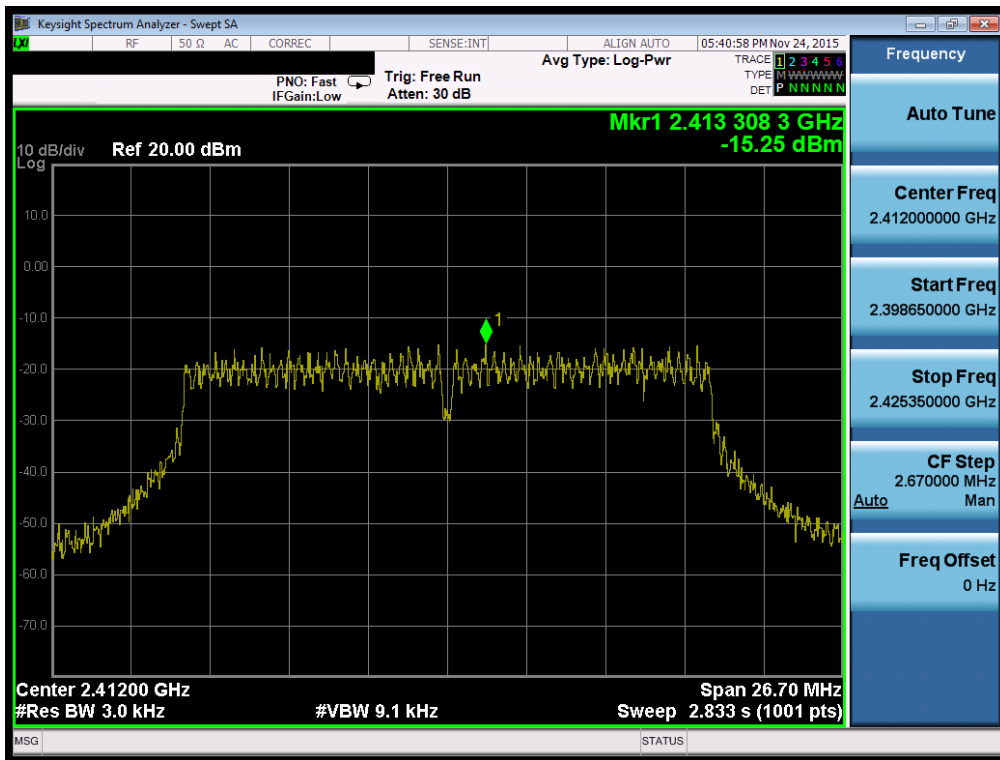 Keysight Spectrum Analyzer - Swept SA
LXI RF 50 Ω AC CORREC SENSE:INT ALIGN AUTO 05:40:58 PM Nov 24, 2015
Avg Type: Log-Pwr
TRACE 1 2 3 4 5 6
TYPE M WWWWW
DET P N N N N N
PNO: Fast
IFGain:Low
Trig: Free Run
Atten: 30 dB
Mkr1 2.413 308 3 GHz
-15.25 dBm
10 dB/div Ref 20.00 dBm
Log
10.0
0.00
-10.0
1
-20.0
-30.0
-40.0
-50.0
-60.0
-70.0
Center 2.41200 GHz Span 26.70 MHz
#Res BW 3.0 kHz #VBW 9.1 kHz Sweep 2.833 s (1001 pts)
MSG STATUS
Frequency
Auto Tune
Center Freq
2.412000000 GHz
Start Freq
2.398650000 GHz
Stop Freq
2.425350000 GHz
CF Step
2.670000 MHz
Auto Man
Freq Offset
0 Hz